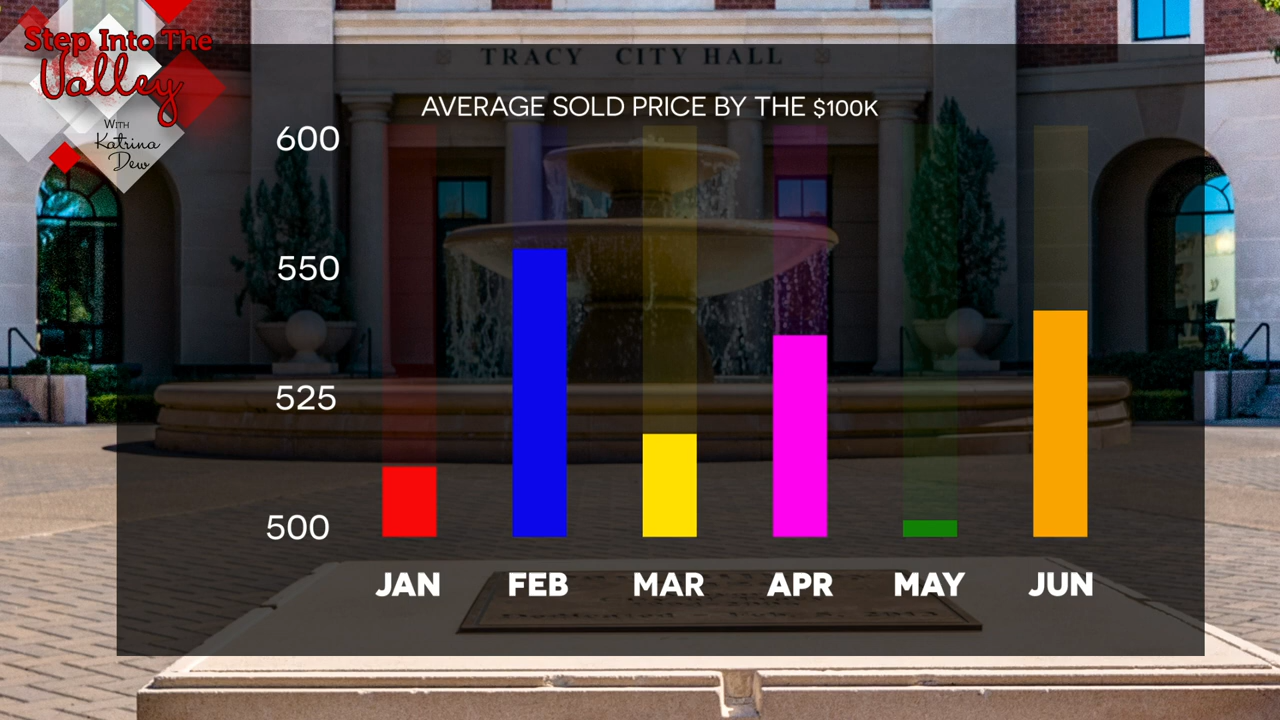 Step Into The
Valley
WITH
Katrina
Dew
TRACY CITY HALL
AVERAGE SOLD PRICE BY THE $100K
600
550
525
500
JAN FEB MAR APR MAY JUN